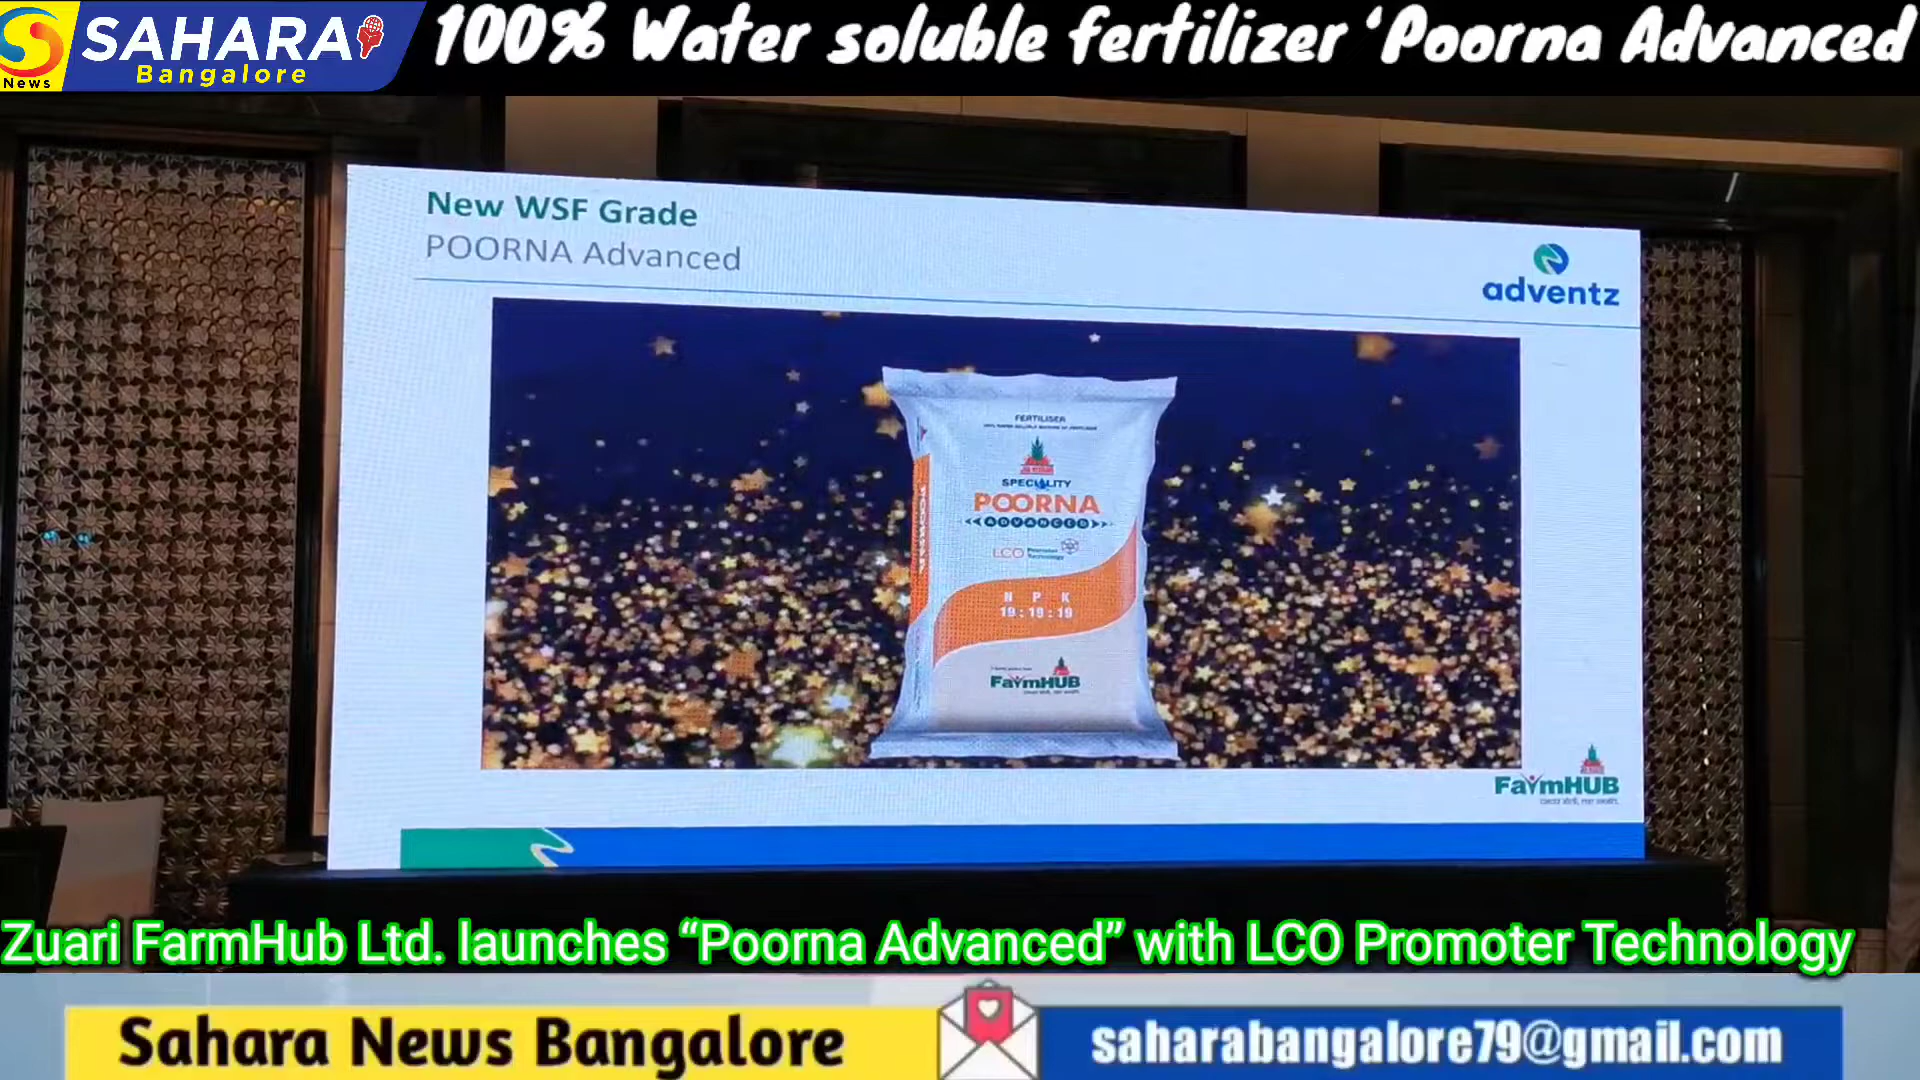 SAHARA
Bangalore
News
100% Water soluble fertilizer ‘Poorna Advanced
New WSF Grade
POORNA Advanced
adventz
FERTILISER
SPECIALITY
POORNA
ADVANCED
LCO Promoter Technology
N P K
19:19:19
FarmHUB
FarmHUB
Zuari FarmHub Ltd. launches “Poorna Advanced” with LCO Promoter Technology
Sahara News Bangalore
saharabangalore79@gmail.com